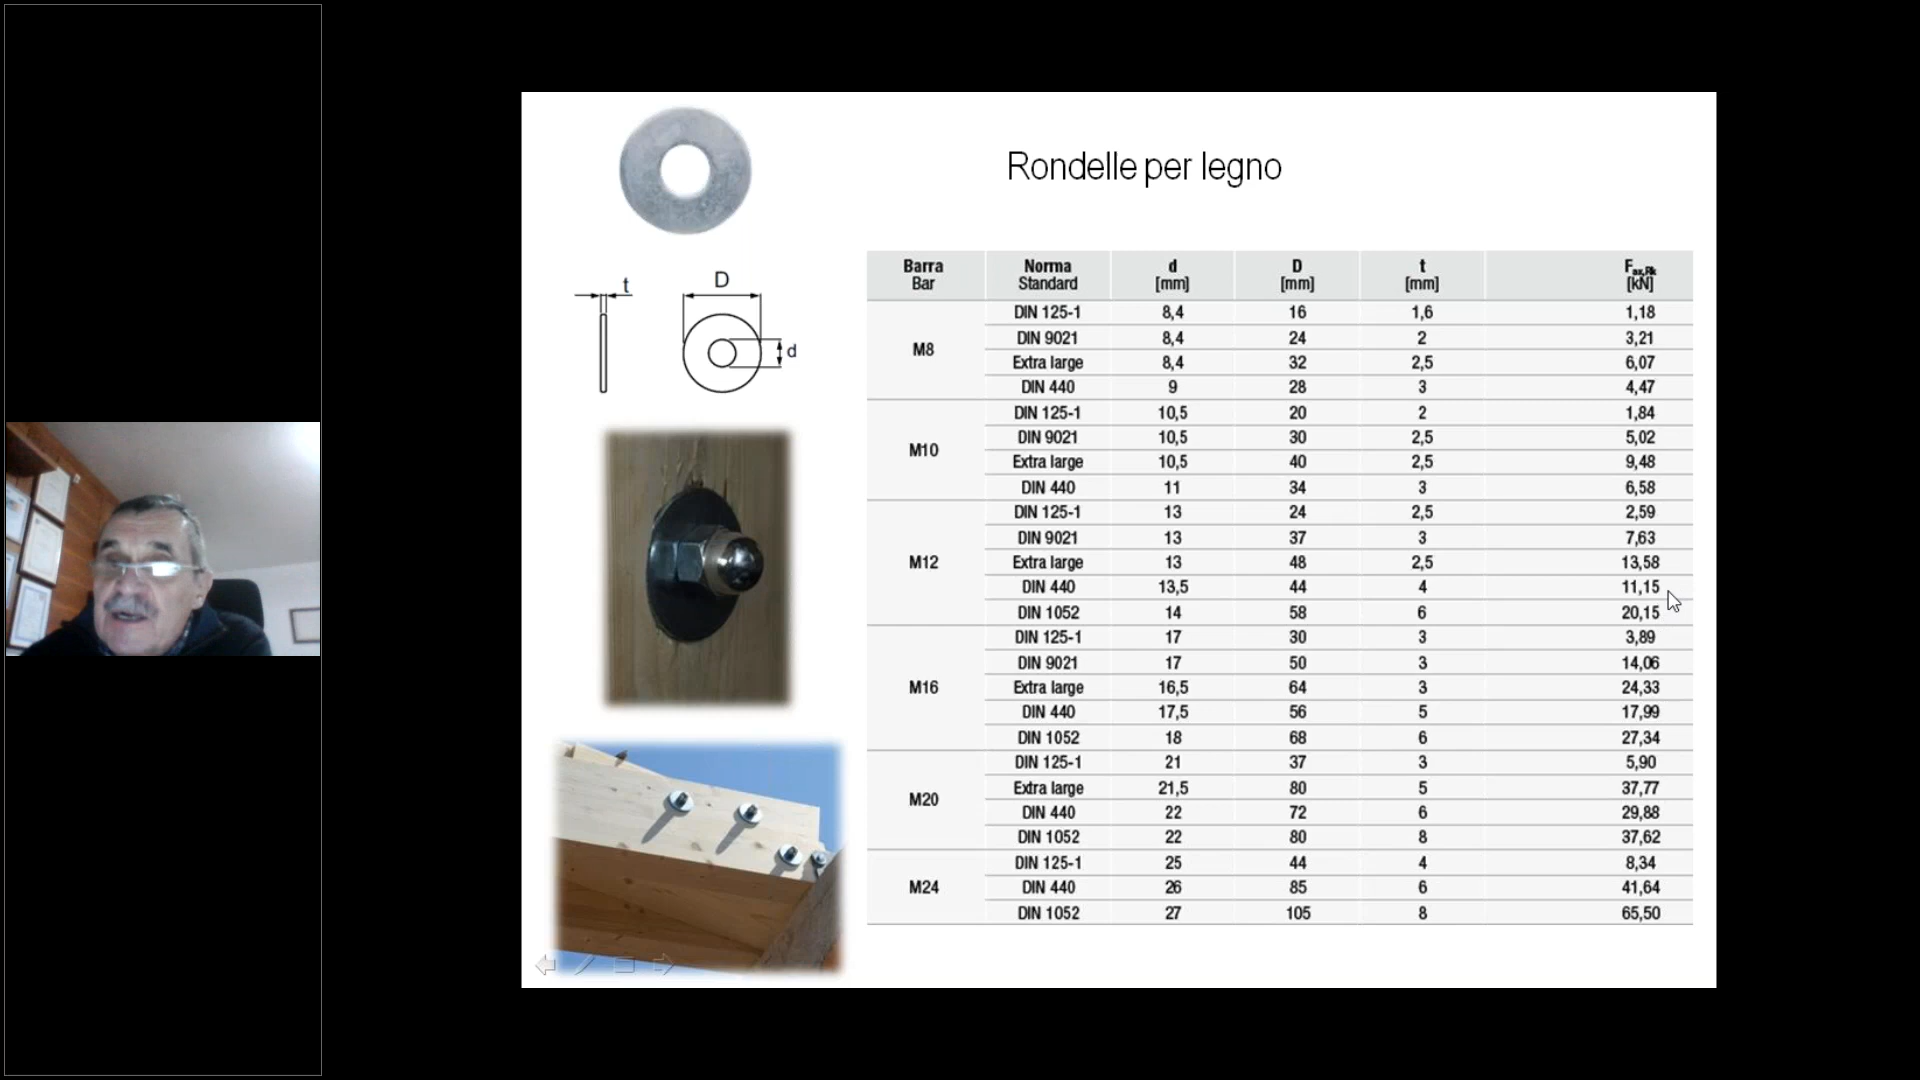 Rondelle per legno
t
D
d
Barra Norma d D t Fax,Rk
Bar Standard [mm] [mm] [mm] [kN]
M8
DIN 125-1 8,4 16 1,6 1,18
DIN 9021 8,4 24 2 3,21
Extra large 8,4 32 2,5 6,07
DIN 440 9 28 3 4,47
M10
DIN 125-1 10,5 20 2 1,84
DIN 9021 10,5 30 2,5 5,02
Extra large 10,5 40 2,5 9,48
DIN 440 11 34 3 6,58
M12
DIN 125-1 13 24 2,5 2,59
DIN 9021 13 37 3 7,63
Extra large 13 48 2,5 13,58
DIN 440 13,5 44 4 11,15
DIN 1052 14 58 6 20,15
M16
DIN 125-1 17 30 3 3,89
DIN 9021 17 50 3 14,06
Extra large 16,5 64 3 24,33
DIN 440 17,5 56 5 17,99
DIN 1052 18 68 6 27,34
M20
DIN 125-1 21 37 3 5,90
Extra large 21,5 80 5 37,77
DIN 440 22 72 6 29,88
DIN 1052 22 80 8 37,62
M24
DIN 125-1 25 44 4 8,34
DIN 440 26 85 6 41,64
DIN 1052 27 105 8 65,50